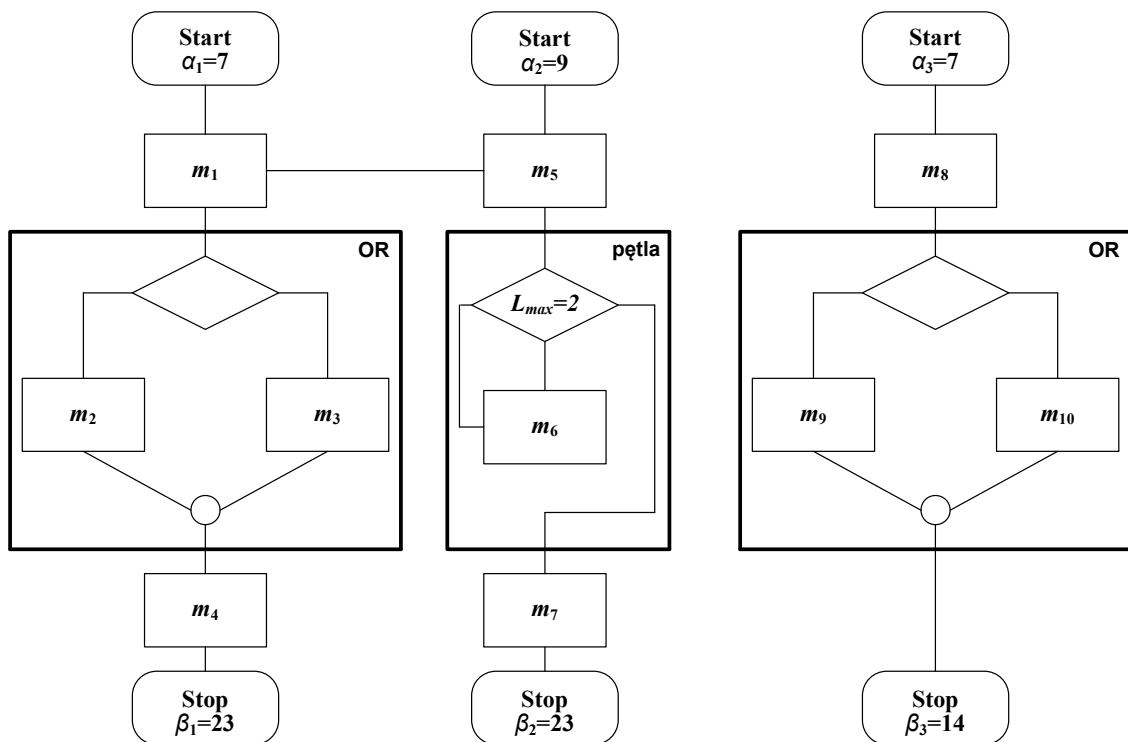 Start
α₁=7
Start
α₂=9
Start
α₃=7
m₁
m₅
m₈
OR
pętla
OR
Lmax=2
m₂
m₃
m₆
m₉
m₁₀
m₄
m₇
Stop
β₁=23
Stop
β₂=23
Stop
β₃=14